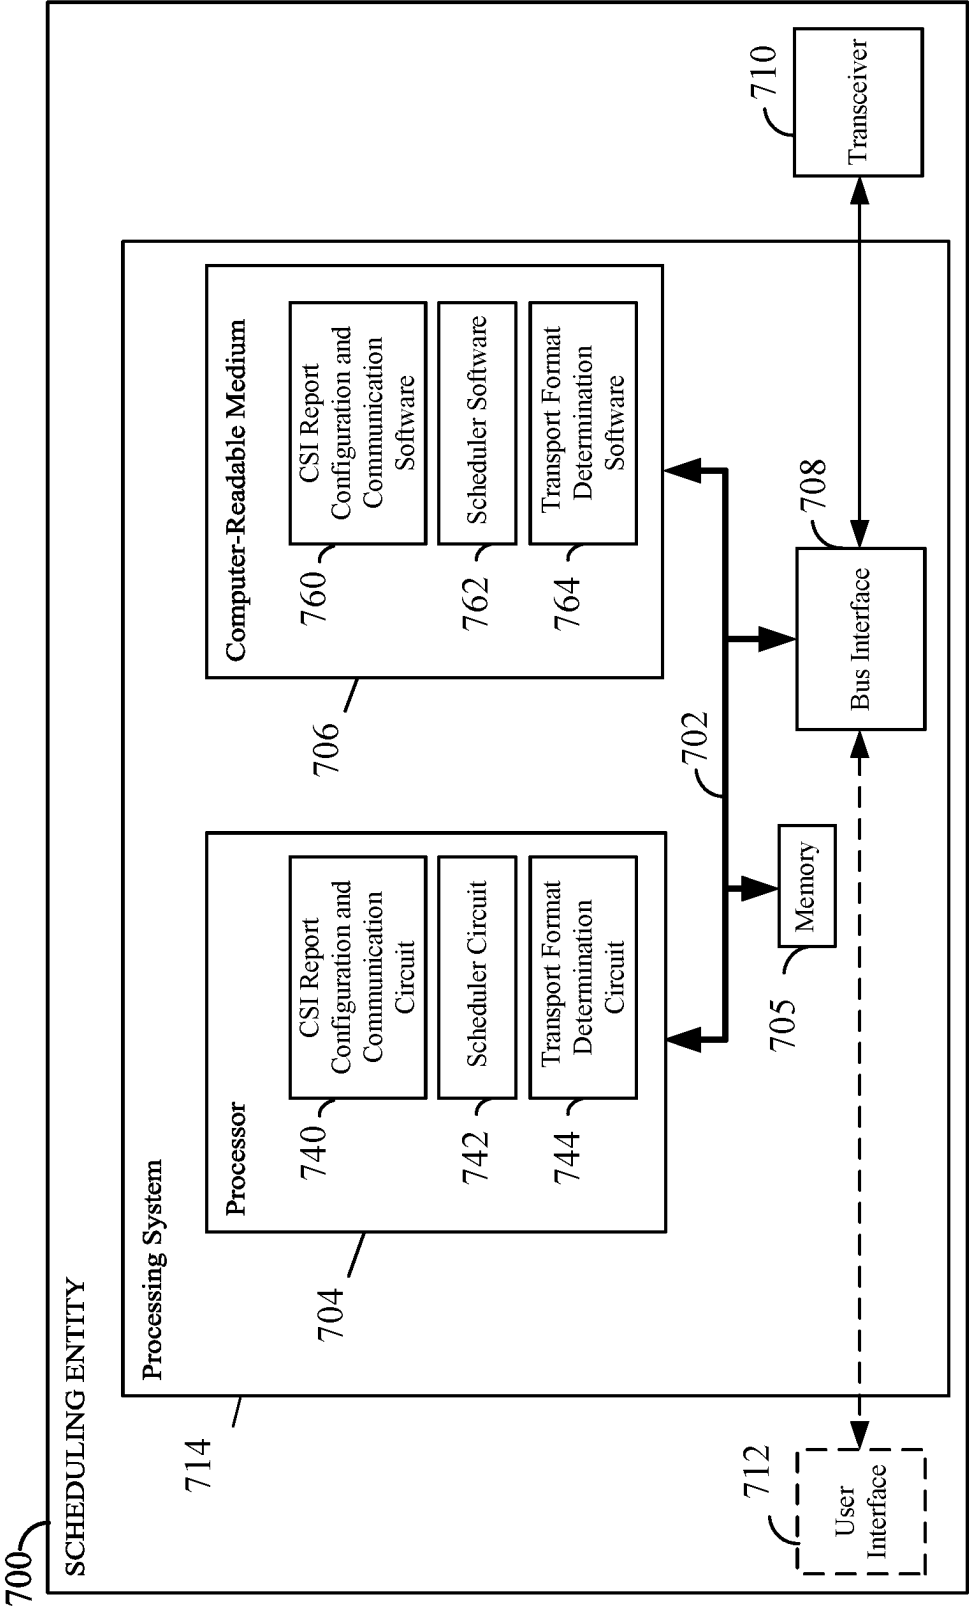 700
SCHEDULING ENTITY
714
Processing System
704
Processor
740
CSI Report
Configuration and
Communication
Circuit
742
Scheduler Circuit
744
Transport Format
Determination
Circuit
706
Computer-Readable Medium
760
CSI Report
Configuration and
Communication
Software
762
Scheduler Software
764
Transport Format
Determination
Software
702
705
Memory
708
Bus Interface
712
User
Interface
710
Transceiver